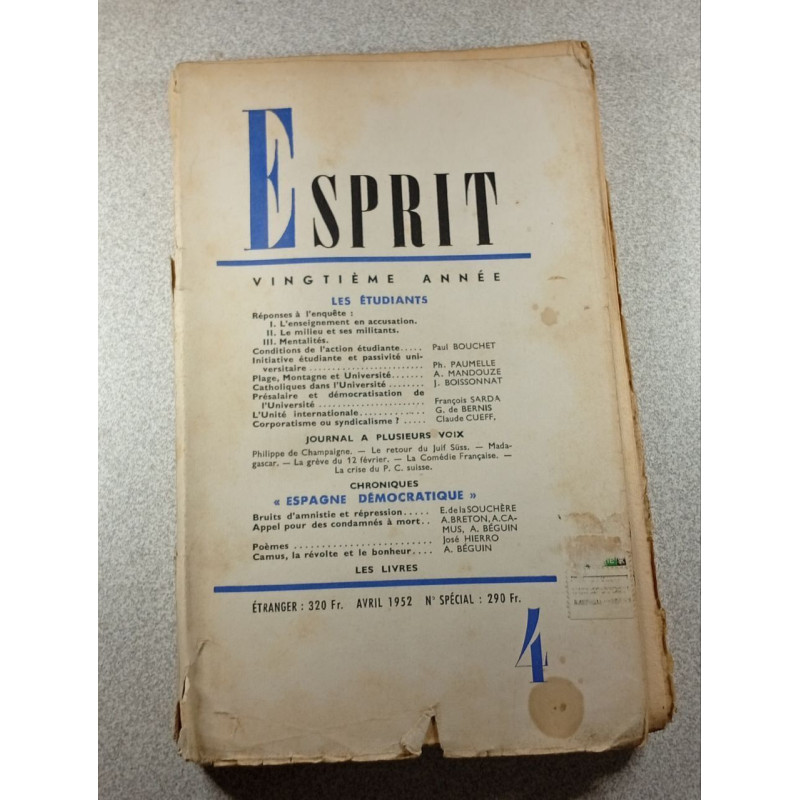 ESPRIT
VINGTIÈME ANNÉE
LES ÉTUDIANTS
Réponses à l'enquête :
I. L'enseignement en accusation.
II. Le milieu et ses militants.
III. Mentalités.
Conditions de l'action étudiante..... Paul BOUCHET
Initiative étudiante et passivité uni-
versitaire ........................ Ph. PAUMELLE
Plage, Montagne et Université....... A. MANDOUZE
Catholiques dans l'Université ........ J. BOISSONNAT
Présalaire et démocratisation de
l'Université ...................... François SARDA
L'Unité internationale............. G. de BERNIS
Corporatisme ou syndicalisme ? ..... Claude CUEFF,
JOURNAL A PLUSIEURS VOIX
Philippe de Champaigne. — Le retour du Juif Süss. — Mada-
gascar. — La grève du 12 février. — La Comédie Française. —
La crise du P. C. suisse.
CHRONIQUES
« ESPAGNE DÉMOCRATIQUE »
Bruits d'amnistie et répression..... E. de la SOUCHÈRE
Appel pour des condamnés à mort.. A. BRETON, A. CA-
MUS, A. BÉGUIN
Poèmes ......................... José HIERRO
Camus, la révolte et le bonheur.... A. BÉGUIN
LES LIVRES
ÉTRANGER : 320 Fr. AVRIL 1952 N° SPÉCIAL : 290 Fr.
4